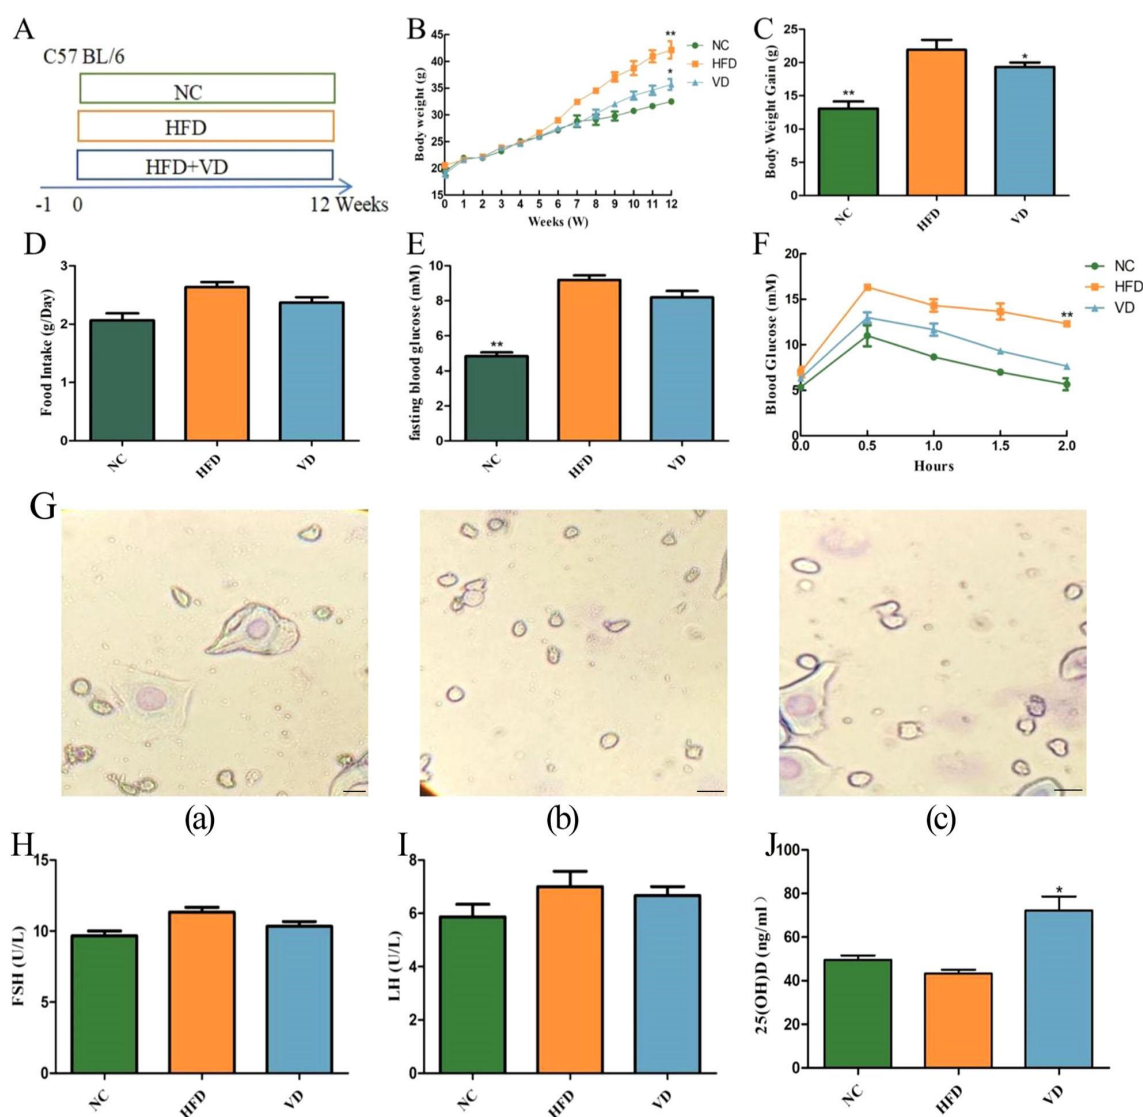 A
C57 BL/6
NC
HFD
HFD+VD
-1 0 12 Weeks
B
Body weight (g)
45
40
35
30
25
20
15
0 1 2 3 4 5 6 7 8 9 10 11 12
Weeks (W)
**
*
NC
HFD
VD
C
Body Weight Gain (g)
25
20
15
10
5
0
**
*
NC HFD VD
D
Food Intake (g/Day)
3
2
1
0
NC HFD VD
E
fasting blood glucose (mM)
10
8
6
4
2
0
**
NC HFD VD
F
Blood Glucose (mM)
20
15
10
5
0
0.0 0.5 1.0 1.5 2.0
Hours
**
NC
HFD
VD
G
(a) (b) (c)
H
FSH (U/L)
15
10
5
0
NC HFD VD
I
LH (U/L)
8
6
4
2
0
NC HFD VD
J
25(OH)D (ng/ml）
100
80
60
40
20
0
*
NC HFD VD